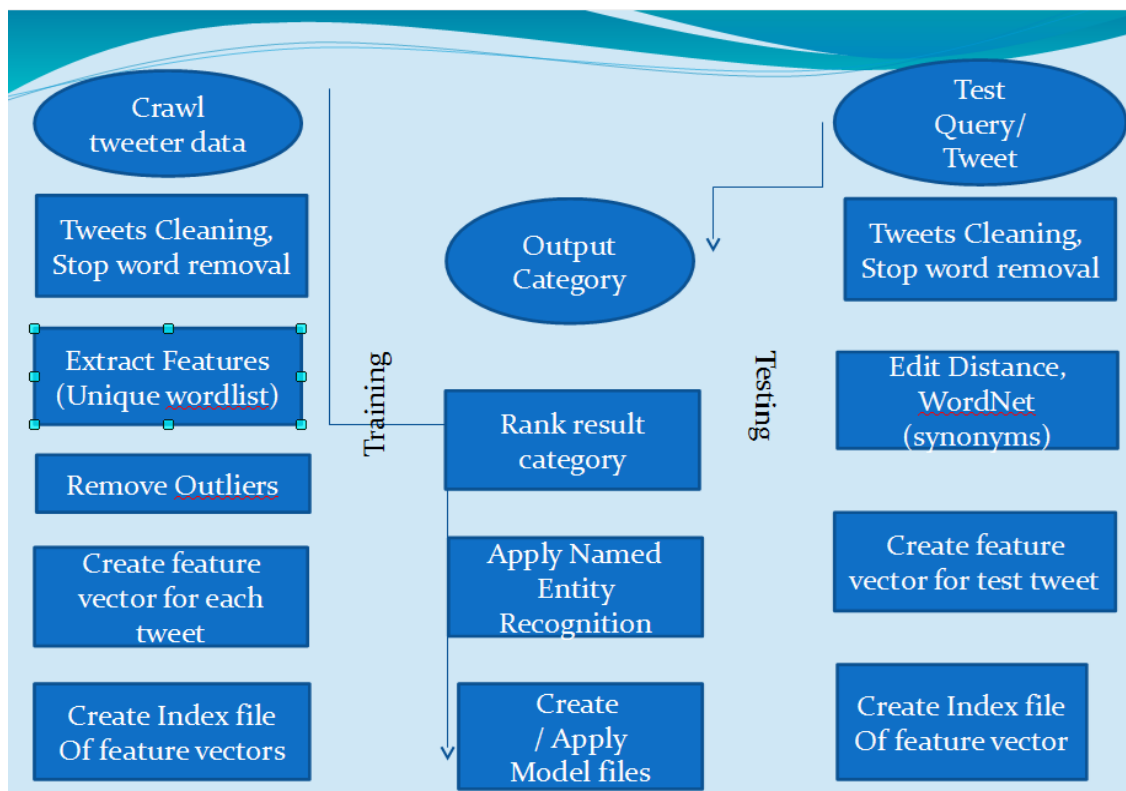 Crawl
tweeter data
Tweets Cleaning,
Stop word removal
Extract Features
(Unique wordlist)
Remove Outliers
Create feature
vector for each
tweet
Create Index file
Of feature vectors
Training
Output
Category
Rank result
category
Apply Named
Entity
Recognition
Create
/ Apply
Model files
Testing
Test
Query/
Tweet
Tweets Cleaning,
Stop word removal
Edit Distance,
WordNet
(synonyms)
Create feature
vector for test tweet
Create Index file
Of feature vector